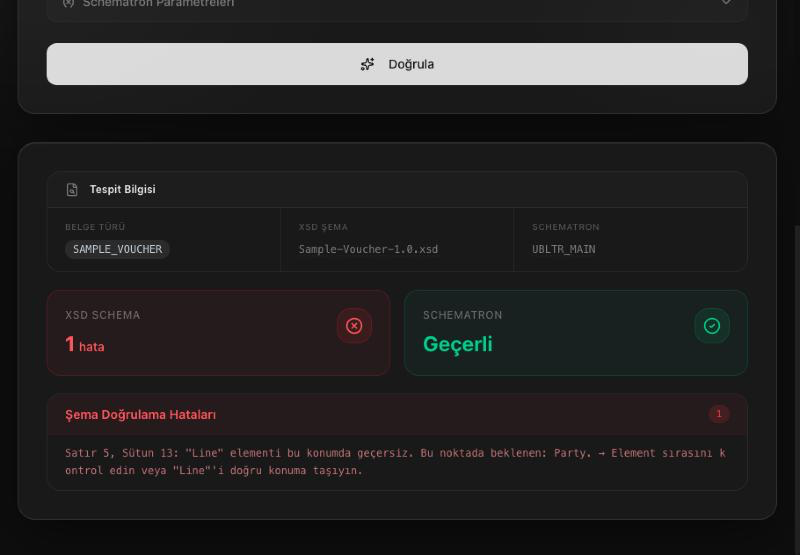 Schematron Parametreleri
Doğrula
Tespit Bilgisi
BELGE TÜRÜ
XSD ŞEMA
SCHEMATRON
SAMPLE_VOUCHER
Sample-Voucher-1.0.xsd
UBLTR_MAIN
XSD SCHEMA
1 hata
SCHEMATRON
Geçerli
Şema Doğrulama Hataları
1
Satır 5, Sütun 13: "Line" elementi bu konumda geçersiz. Bu noktada beklenen: Party. → Element sırasını k
ontrol edin veya "Line"'i doğru konuma taşıyın.